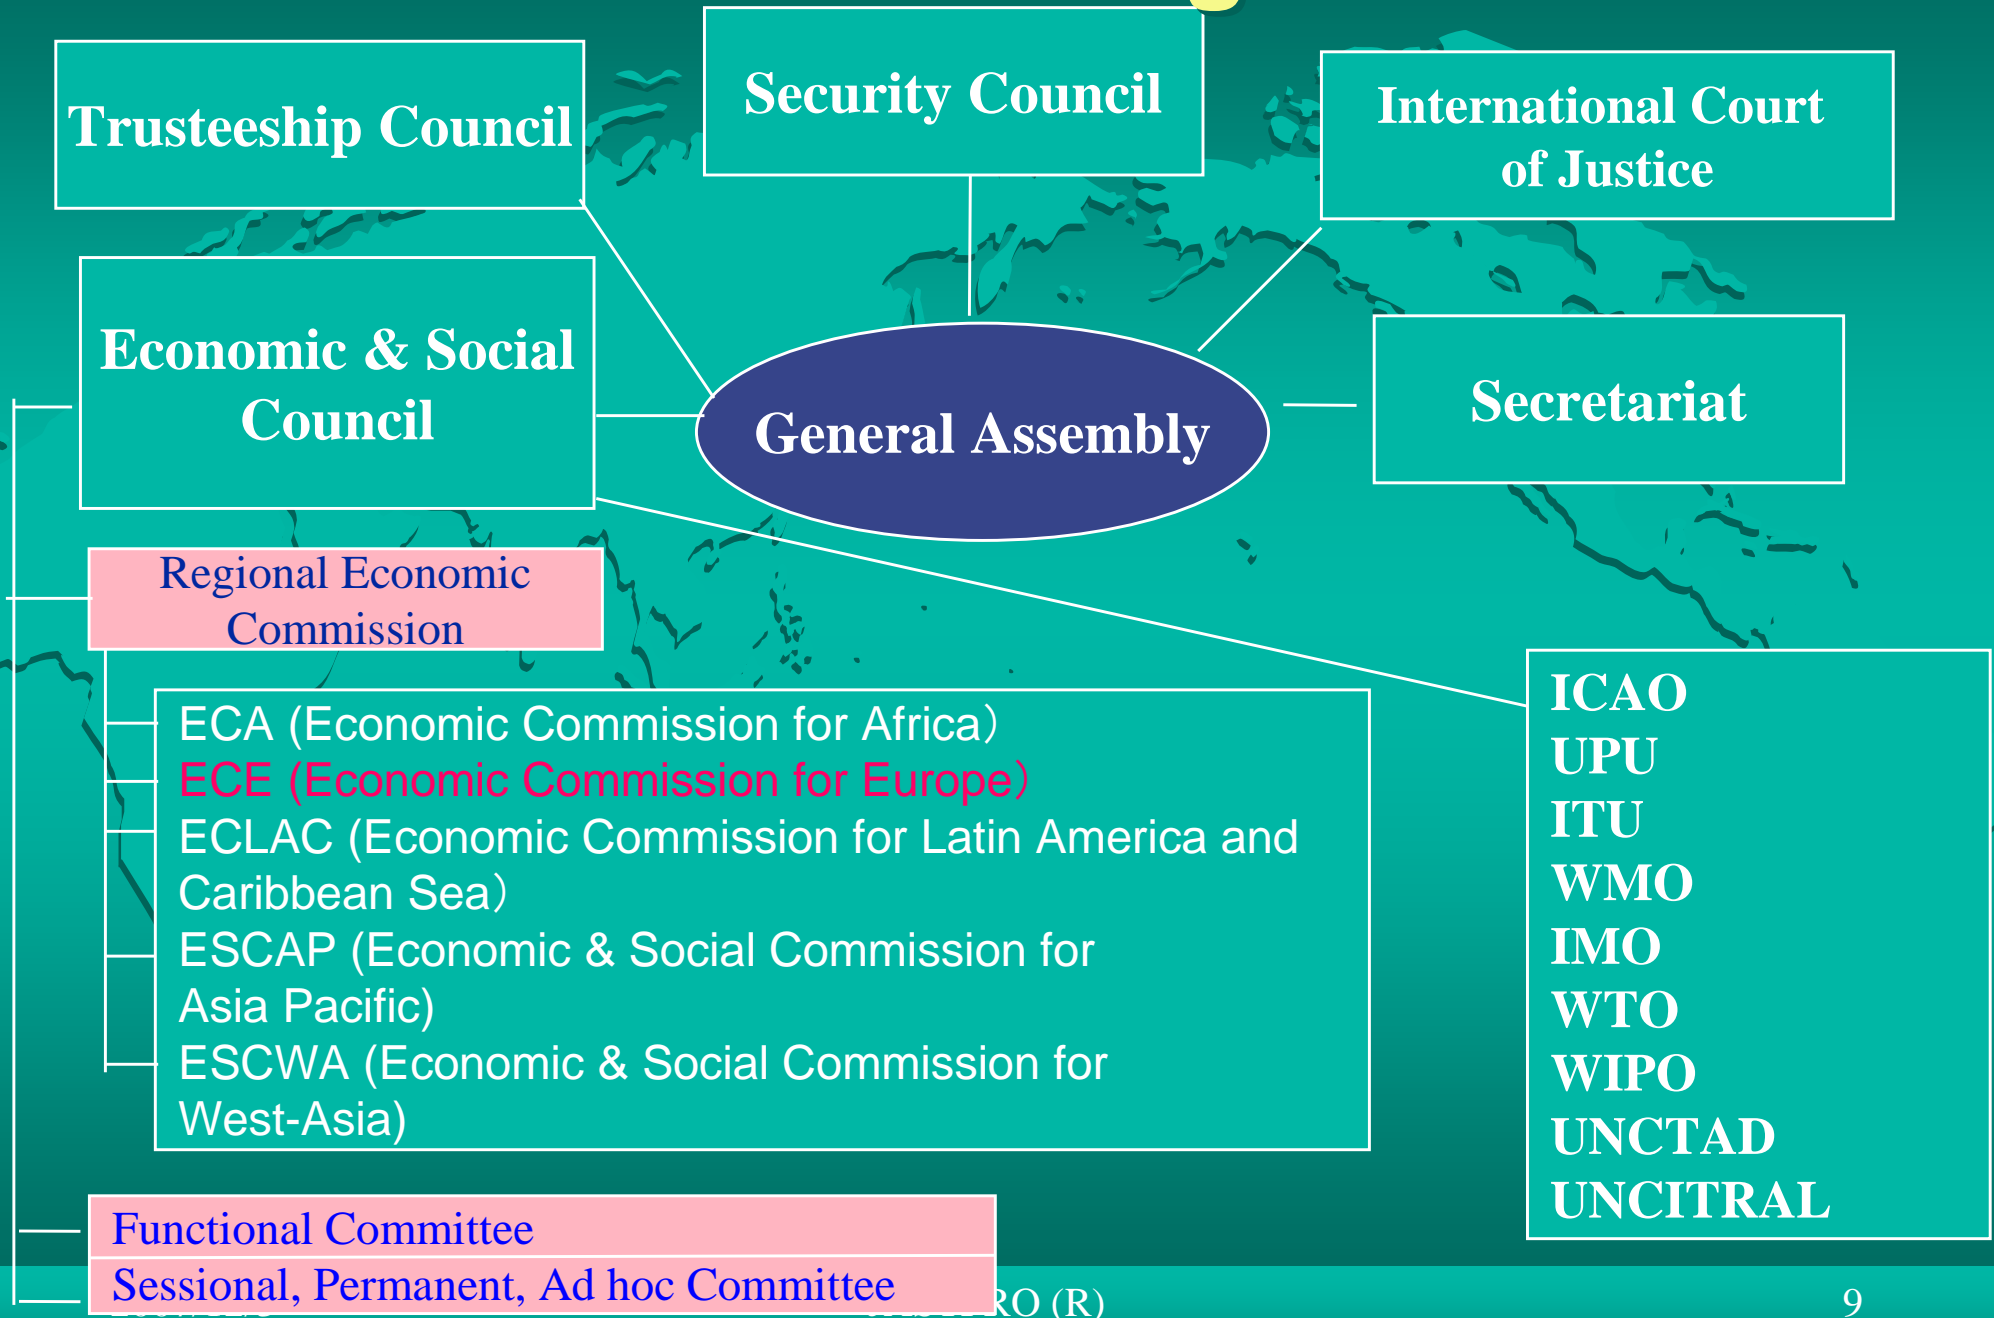 Trusteeship Council
Security Council
International Court
of Justice
Economic & Social
Council
General Assembly
Secretariat
Regional Economic
Commission
ECA (Economic Commission for Africa）
ECE (Economic Commission for Europe）
ECLAC (Economic Commission for Latin America and
Caribbean Sea）
ESCAP (Economic & Social Commission for
Asia Pacific)
ESCWA (Economic & Social Commission for
West-Asia)
ICAO
UPU
ITU
WMO
IMO
WTO
WIPO
UNCTAD
UNCITRAL
Functional Committee
Sessional, Permanent, Ad hoc Committee
(R)
9